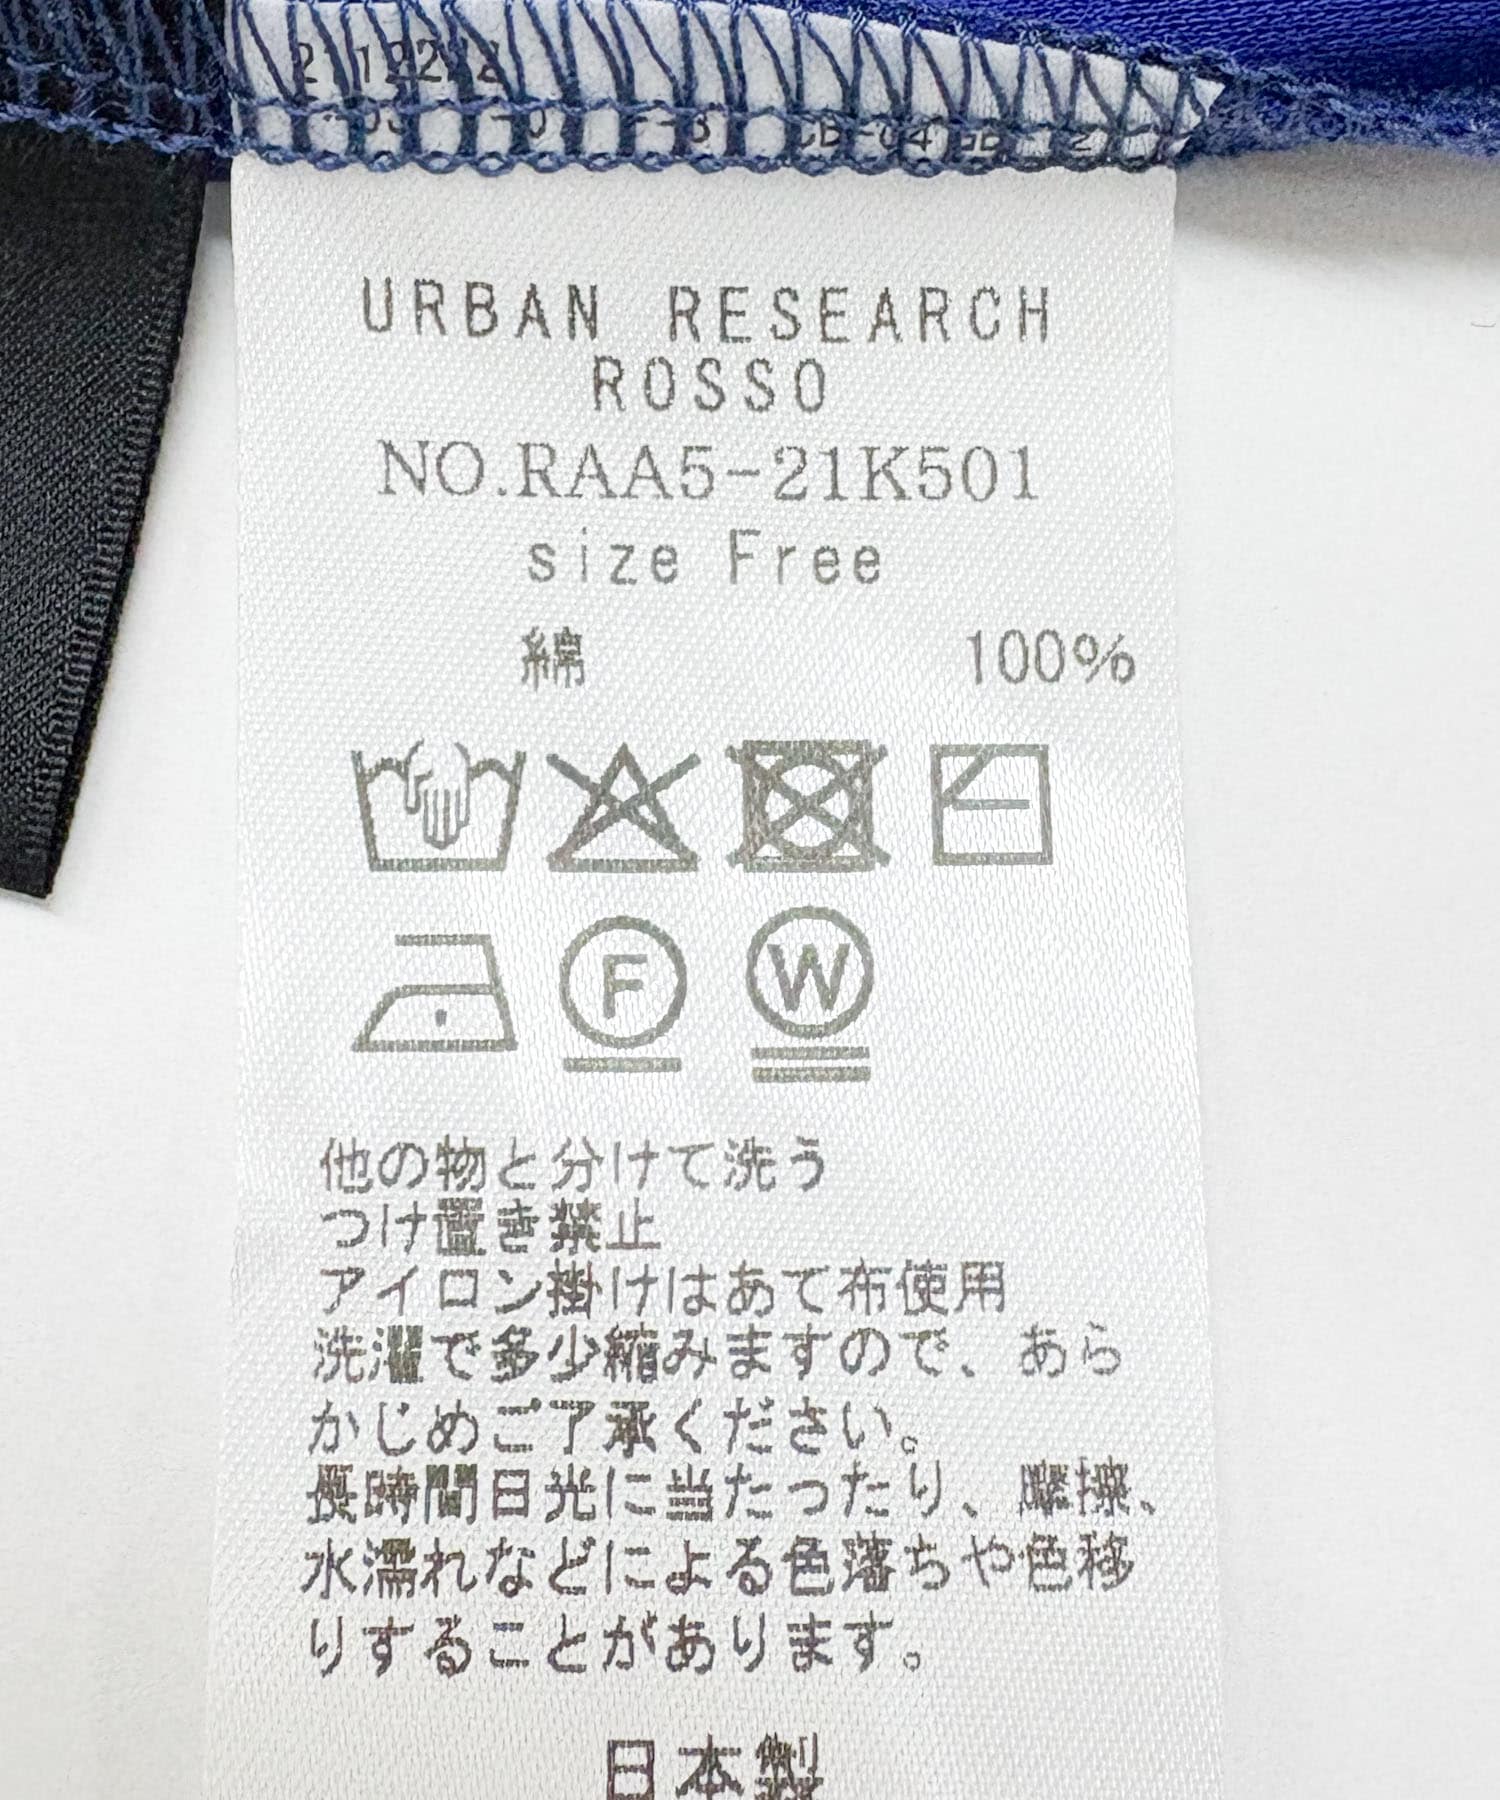 URBAN RESEARCH
ROSSO
NO.RAA5-21K501
size Free
綿 100%
F W
他の物と分けて洗う
つけ置き禁止
アイロン掛けはあて布使用
洗濯で多少縮みますので、あら
かじめご了承ください。
長時間日光に当たったり、摩擦、
水濡れなどによる色落ちや色移
りすることがあります。
日本製